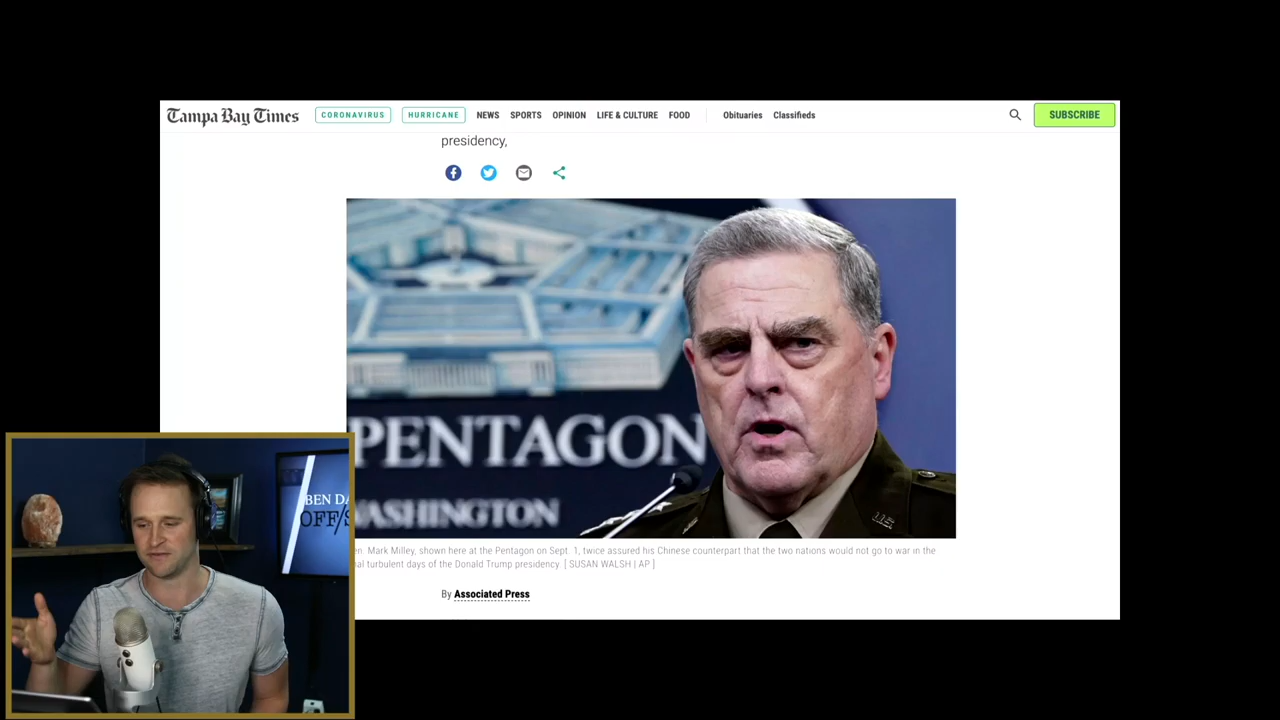 Tampa Bay Times CORONAVIRUS HURRICANE NEWS SPORTS OPINION LIFE & CULTURE FOOD Obituaries Classifieds SUBSCRIBE
presidency,
PENTAGON
WASHINGTON
U.S.
en. Mark Milley, shown here at the Pentagon on Sept. 1, twice assured his Chinese counterpart that the two nations would not go to war in the
al turbulent days of the Donald Trump presidency. [ SUSAN WALSH | AP ]
By Associated Press
BEN DA
OFF/S